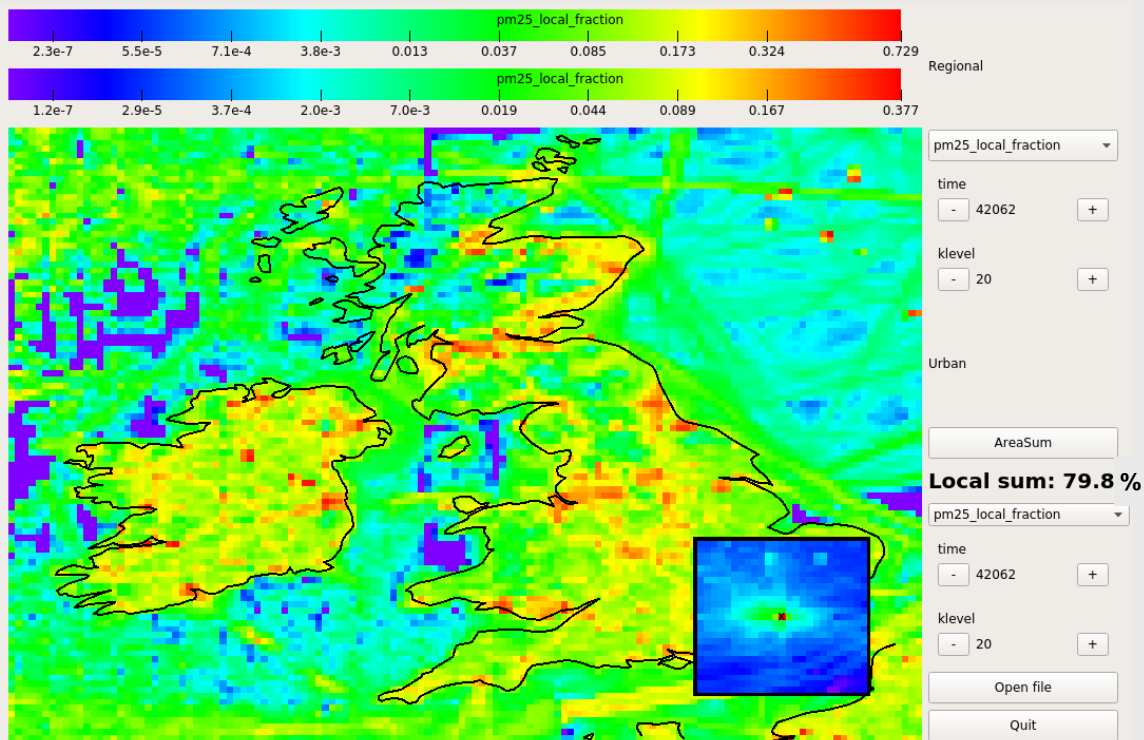 pm25_local_fraction
2.3e-7 5.5e-5 7.1e-4 3.8e-3 0.013 0.037 0.085 0.173 0.324 0.729
pm25_local_fraction
1.2e-7 2.9e-5 3.7e-4 2.0e-3 7.0e-3 0.019 0.044 0.089 0.167 0.377
Regional
pm25_local_fraction
time
- 42062 +
klevel
- 20 +
Urban
AreaSum
Local sum: 79.8 %
pm25_local_fraction
time
- 42062 +
klevel
- 20 +
Open file
Quit